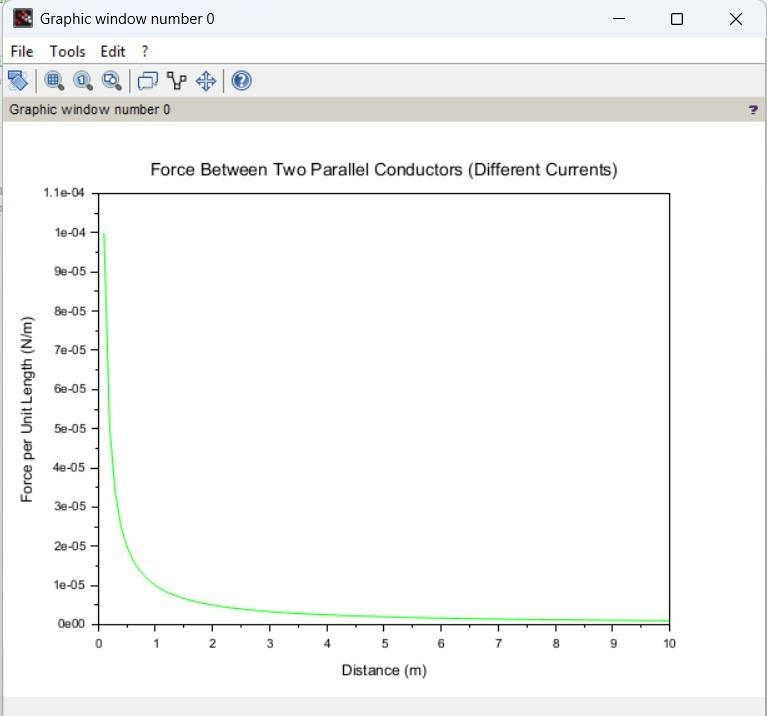 Graphic window number 0
File Tools Edit ?
Graphic window number 0 ?
Force Between Two Parallel Conductors (Different Currents)
1.1e-04
1e-04
9e-05
8e-05
7e-05
6e-05
5e-05
4e-05
3e-05
2e-05
1e-05
0e00
Force per Unit Length (N/m)
0 1 2 3 4 5 6 7 8 9 10
Distance (m)